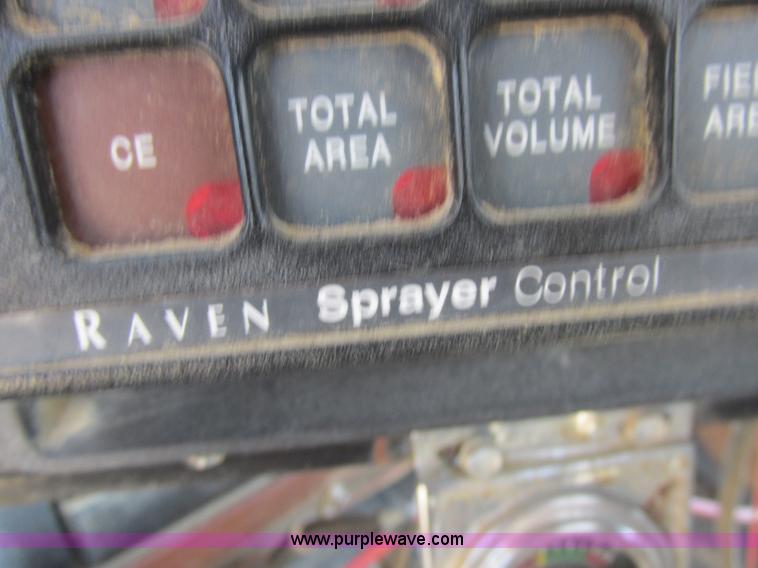 CE
TOTAL
AREA
TOTAL
VOLUME
RAVEN Sprayer Control
www.purplewave.com